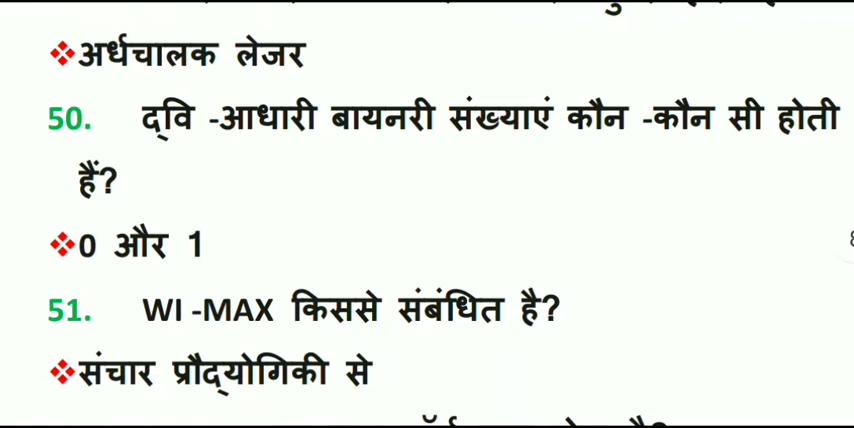 अर्धचालक लेजर
50. द्वि -आधारी बायनरी संख्याएं कौन -कौन सी होती
हैं?
0 और 1
51. WI -MAX किससे संबंधित है?
संचार प्रौद्योगिकी से